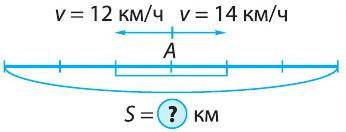 v = 12 км/ч v = 14 км/ч
A
S = ? км